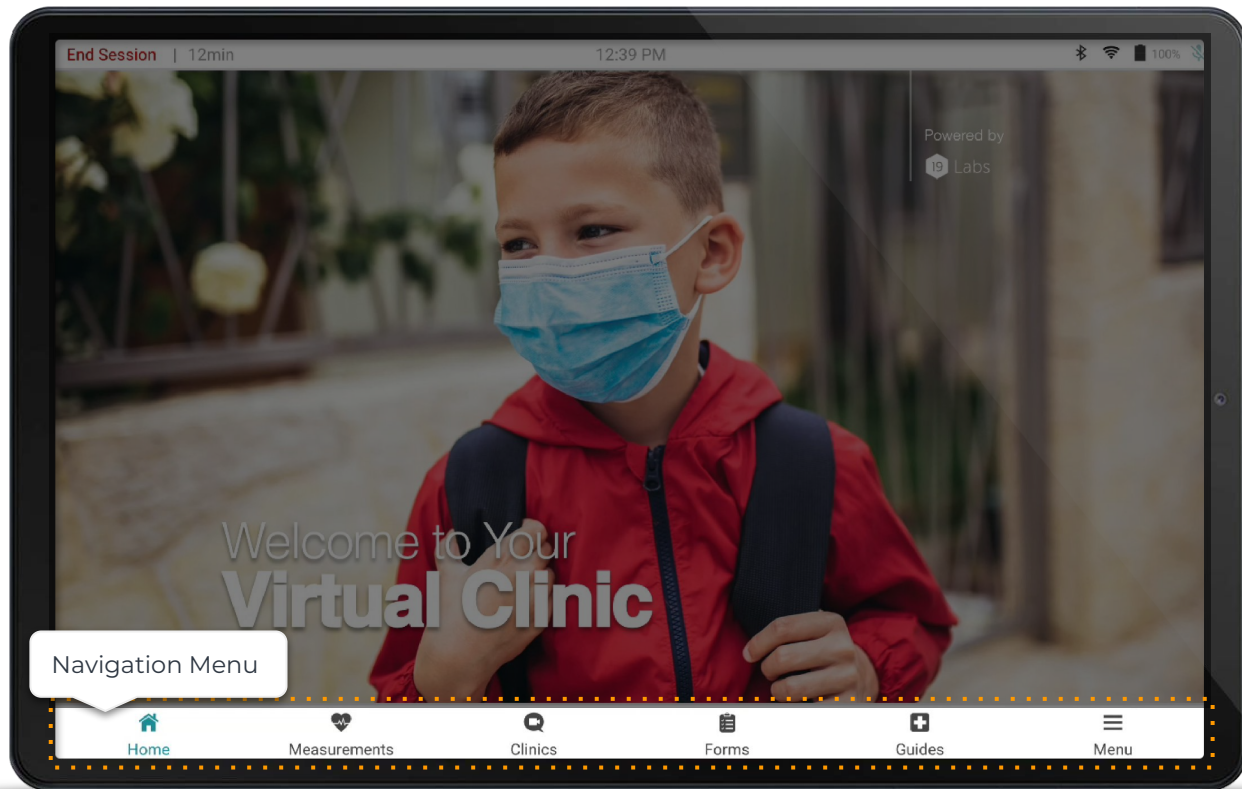 End Session | 12min
12:39 PM
100%
Powered by
19 Labs
Welcome to Your
Virtual Clinic
Navigation Menu
Home
Measurements
Clinics
Forms
Guides
Menu